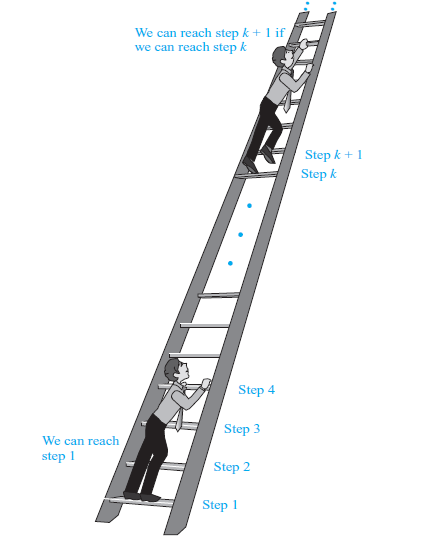 We can reach step k + 1 if
we can reach step k
Step k + 1
Step k
Step 4
Step 3
We can reach
step 1
Step 2
Step 1